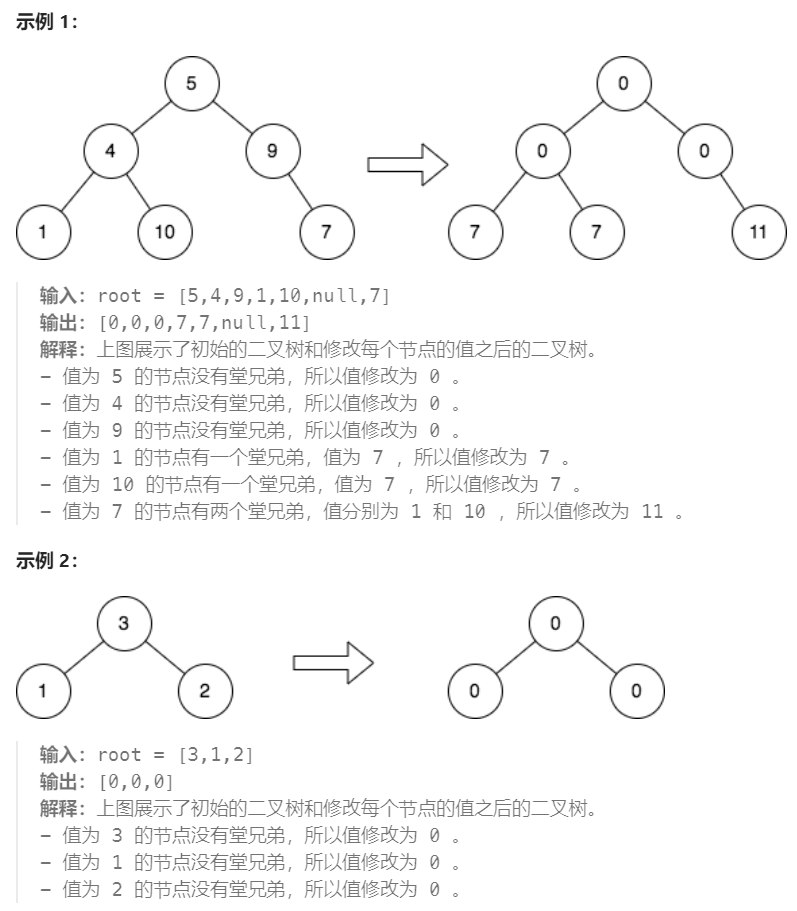 示例 1：
5
0
4
9
0
0
1
10
7
7
7
11
输入：root = [5,4,9,1,10,null,7]
输出：[0,0,0,7,7,null,11]
解释：上图展示了初始的二叉树和修改每个节点的值之后的二叉树。
- 值为 5 的节点没有堂兄弟，所以值修改为 0 。
- 值为 4 的节点没有堂兄弟，所以值修改为 0 。
- 值为 9 的节点没有堂兄弟，所以值修改为 0 。
- 值为 1 的节点有一个堂兄弟，值为 7 ，所以值修改为 7 。
- 值为 10 的节点有一个堂兄弟，值为 7 ，所以值修改为 7 。
- 值为 7 的节点有两个堂兄弟，值分别为 1 和 10 ，所以值修改为 11 。
示例 2：
3
0
1
2
0
0
输入：root = [3,1,2]
输出：[0,0,0]
解释：上图展示了初始的二叉树和修改每个节点的值之后的二叉树。
- 值为 3 的节点没有堂兄弟，所以值修改为 0 。
- 值为 1 的节点没有堂兄弟，所以值修改为 0 。
- 值为 2 的节点没有堂兄弟，所以值修改为 0 。